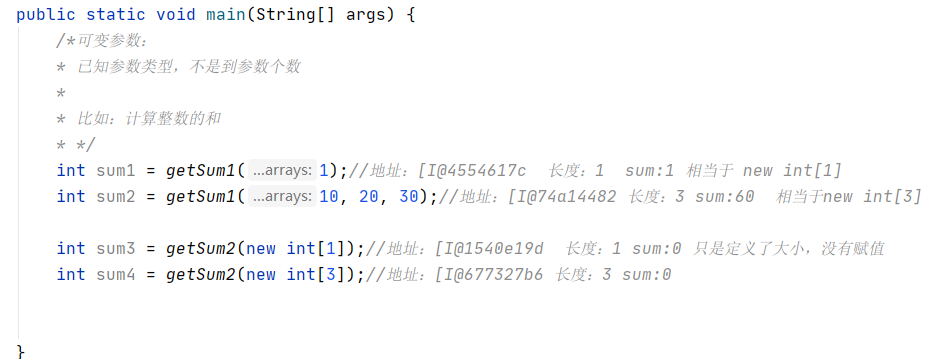 public static void main(String[] args) {
/*可变参数：
* 已知参数类型，不是到参数个数
*
* 比如：计算整数的和
* */
int sum1 = getSum1( ...arrays: 1);//地址：[I@4554617c 长度：1 sum:1 相当于 new int[1]
int sum2 = getSum1( ...arrays: 10, 20, 30);//地址：[I@74a14482 长度：3 sum:60 相当于new int[3]
int sum3 = getSum2(new int[1]);//地址：[I@1540e19d 长度：1 sum:0 只是定义了大小，没有赋值
int sum4 = getSum2(new int[3]);//地址：[I@677327b6 长度：3 sum:0
}